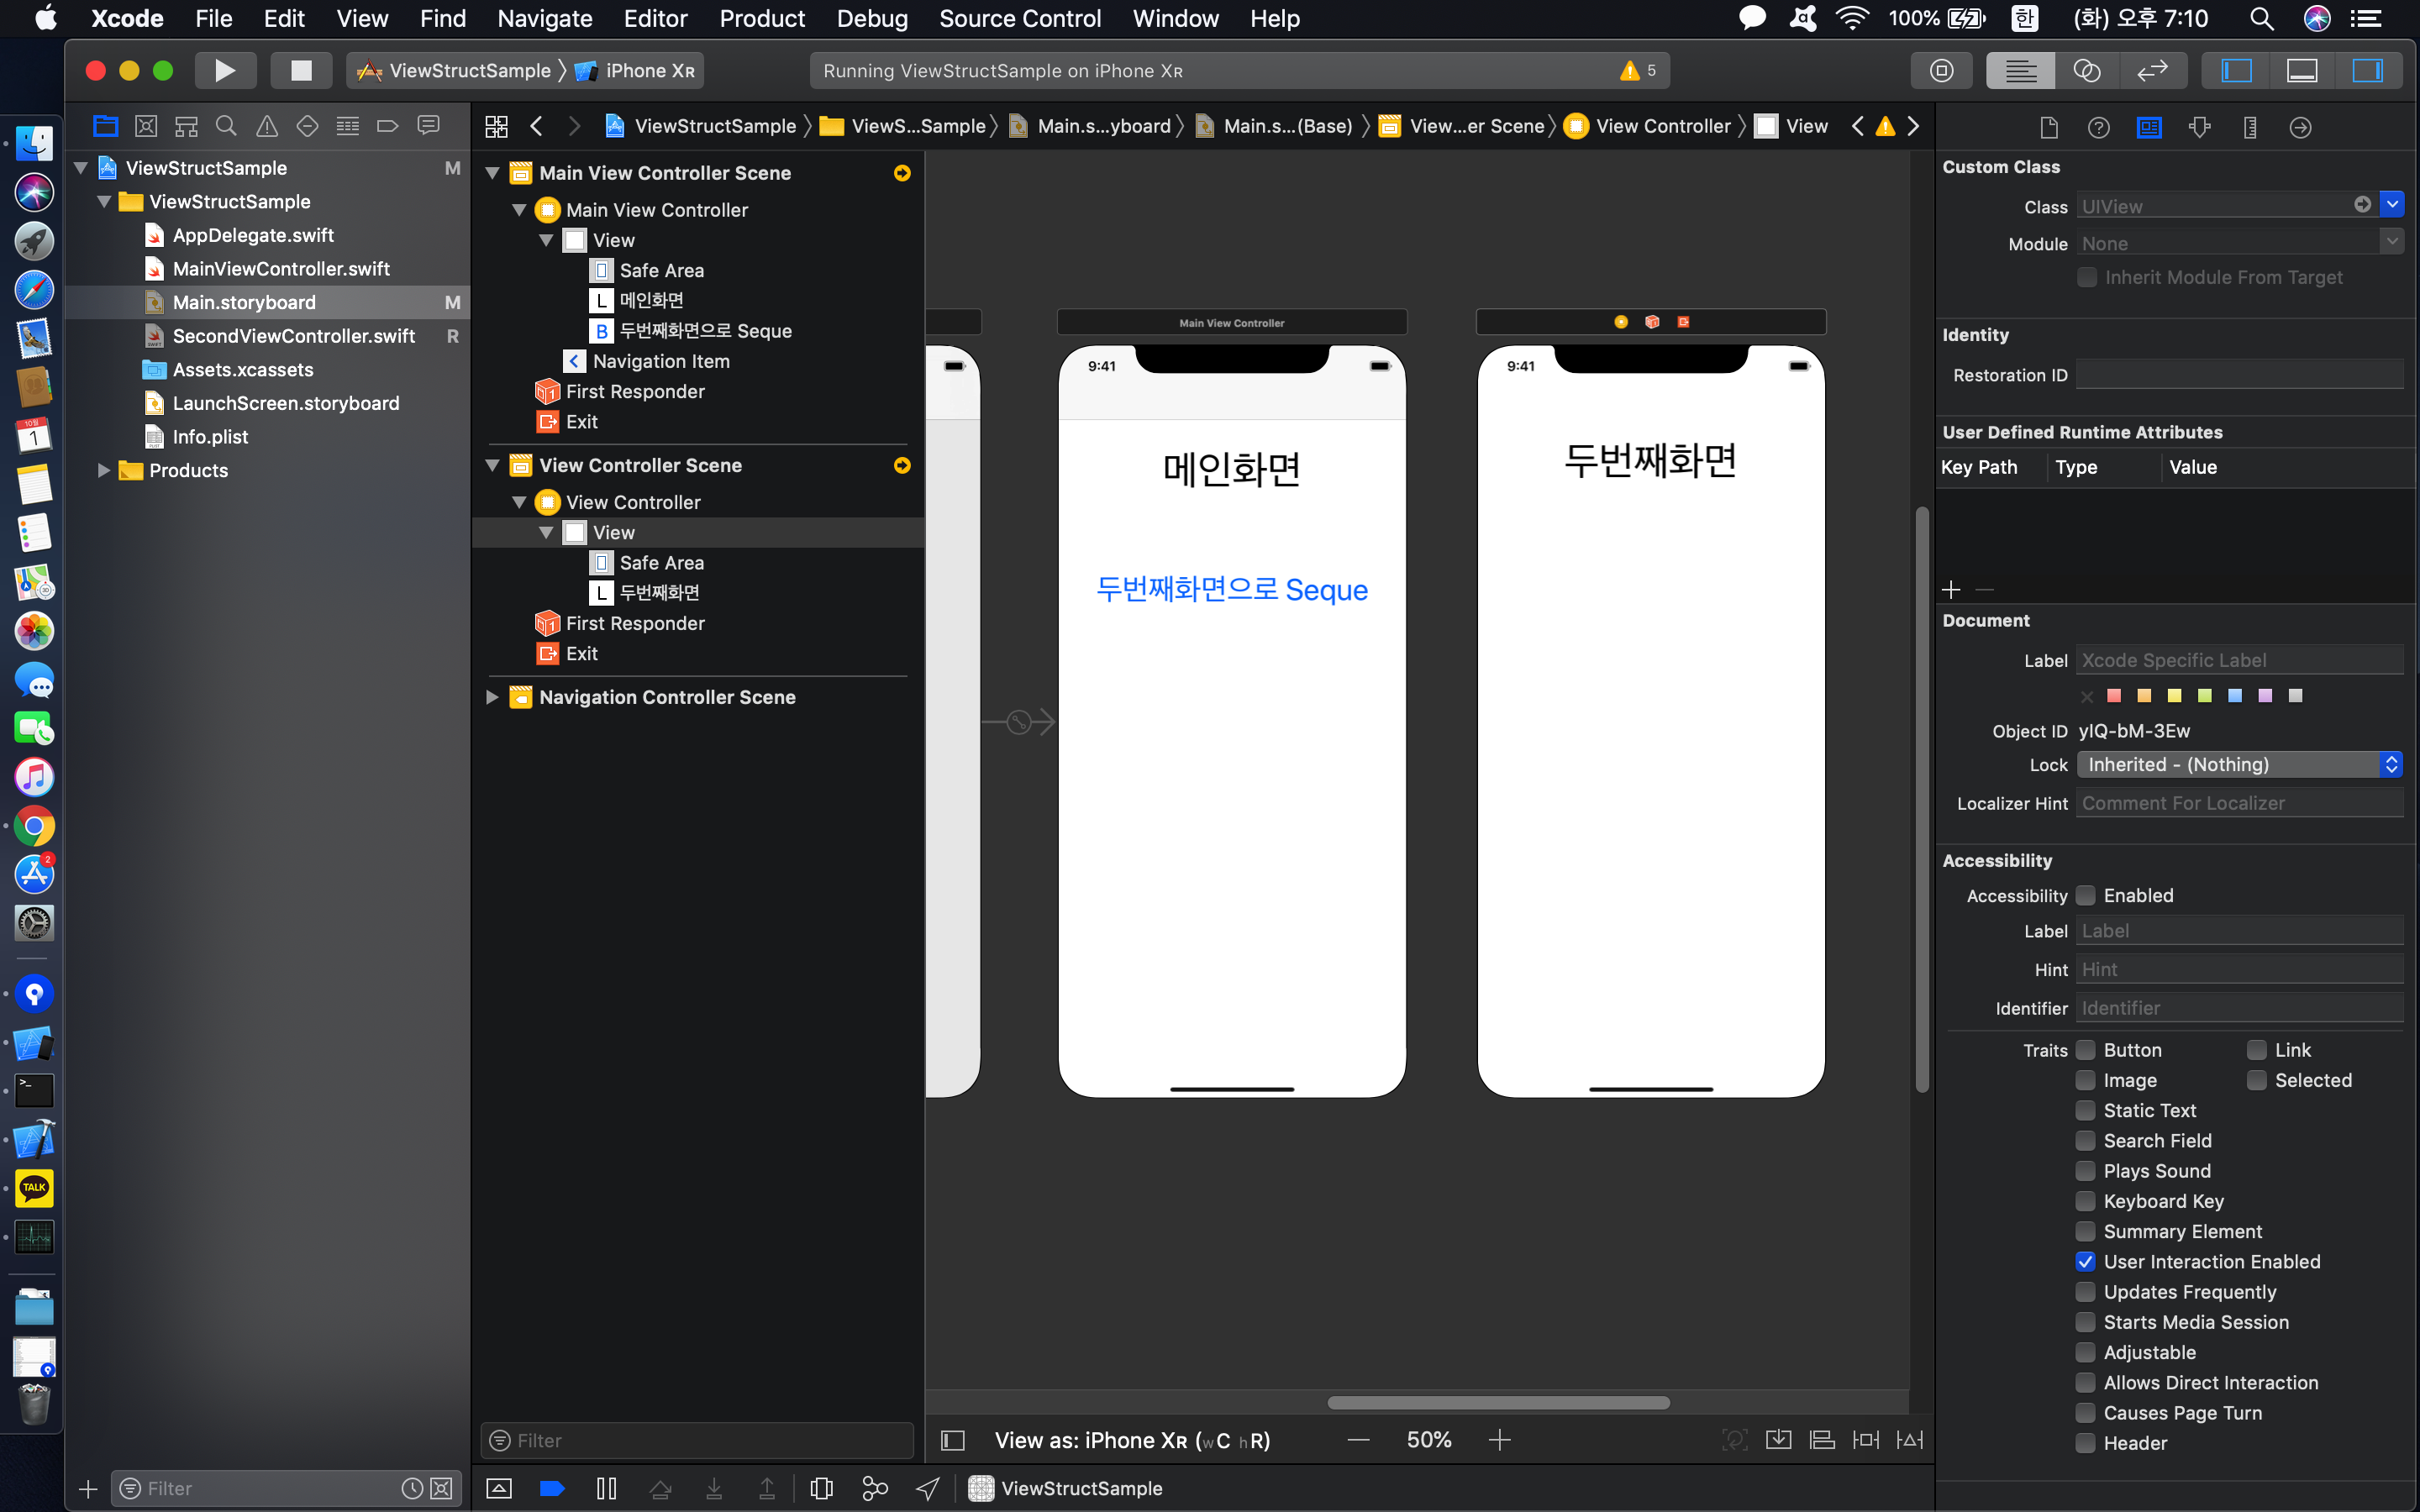 Xcode File Edit View Find Navigate Editor Product Debug Source Control Window Help 100% 한 (화) 오후 7:10
ViewStructSample iPhone XR Running ViewStructSample on iPhone XR 5
ViewStructSample ViewS...Sample Main.s...yboard Main.s...(Base) View...er Scene View Controller View
ViewStructSample M
ViewStructSample
AppDelegate.swift
MainViewController.swift
Main.storyboard M
SecondViewController.swift R
Assets.xcassets
LaunchScreen.storyboard
Info.plist
Products
Filter
Main View Controller Scene
Main View Controller
View
Safe Area
L 메인화면
B 두번째화면으로 Seque
Navigation Item
First Responder
Exit
View Controller Scene
View Controller
View
Safe Area
L 두번째화면
First Responder
Exit
Navigation Controller Scene
Filter
Main View Controller
9:41
메인화면
두번째화면으로 Seque
9:41
두번째화면
View as: iPhone XR (wC hR) 50%
ViewStructSample
Custom Class
Class UIView
Module None
Inherit Module From Target
Identity
Restoration ID
User Defined Runtime Attributes
Key Path Type Value
Document
Label Xcode Specific Label
Object ID yIQ-bM-3Ew
Lock Inherited - (Nothing)
Localizer Hint Comment For Localizer
Accessibility
Accessibility Enabled
Label Label
Hint Hint
Identifier Identifier
Traits Button Link
Image Selected
Static Text
Search Field
Plays Sound
Keyboard Key
Summary Element
User Interaction Enabled
Updates Frequently
Starts Media Session
Adjustable
Allows Direct Interaction
Causes Page Turn
Header
10월
1
2
TALK